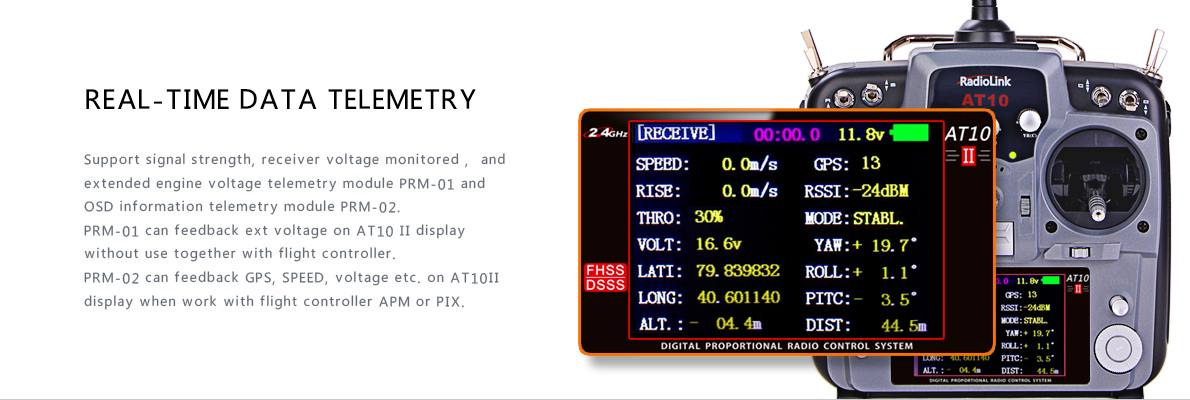 REAL-TIME DATA TELEMETRY
Support signal strength, receiver voltage monitored , and
extended engine voltage telemetry module PRM-01 and
OSD information telemetry module PRM-02.
PRM-01 can feedback ext voltage on AT10 II display
without use together with flight controller.
PRM-02 can feedback GPS, SPEED, voltage etc. on AT10II
display when work with flight controller APM or PIX.
RadioLink
AT10
2.4GHz
[RECEIVE] 00:00.0 11.8v
AT10
II
SPEED: 0.0m/s GPS: 13
RISE: 0.0m/s RSSI:-24dBM
THRO: 30% MODE:STABL.
VOLT: 16.6v YAW:+ 19.7°
FHSS
DSSS
LATI: 79.839832 ROLL:+ 1.1°
LONG: 40.601140 PITC:- 3.5°
ALT.:- 04.4m DIST: 44.5m
DIGITAL PROPORTIONAL RADIO CONTROL SYSTEM
0.0 11.8v
AT10
II
GPS: 13
RSSI:-24dBM
MODE:STABL.
YAW:+ 19.7°
ROLL:+ 1.1°
LONG: 40.601140 PITC:- 3.5°
ALT.:- 04.4m DIST: 44.5m
DIGITAL PROPORTIONAL RADIO CONTROL SYSTEM